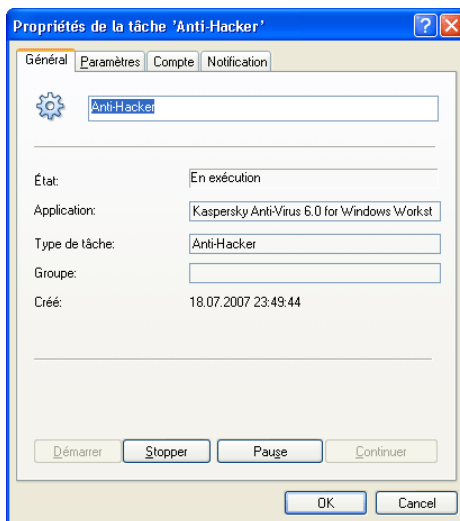 Propriétés de la tâche 'Anti-Hacker'
Général Paramètres Compte Notification
Anti-Hacker
État: En exécution
Application: Kaspersky Anti-Virus 6.0 for Windows Workst
Type de tâche: Anti-Hacker
Groupe:
Créé: 18.07.2007 23:49:44
Démarrer Stopper Pause Continuer
OK Cancel